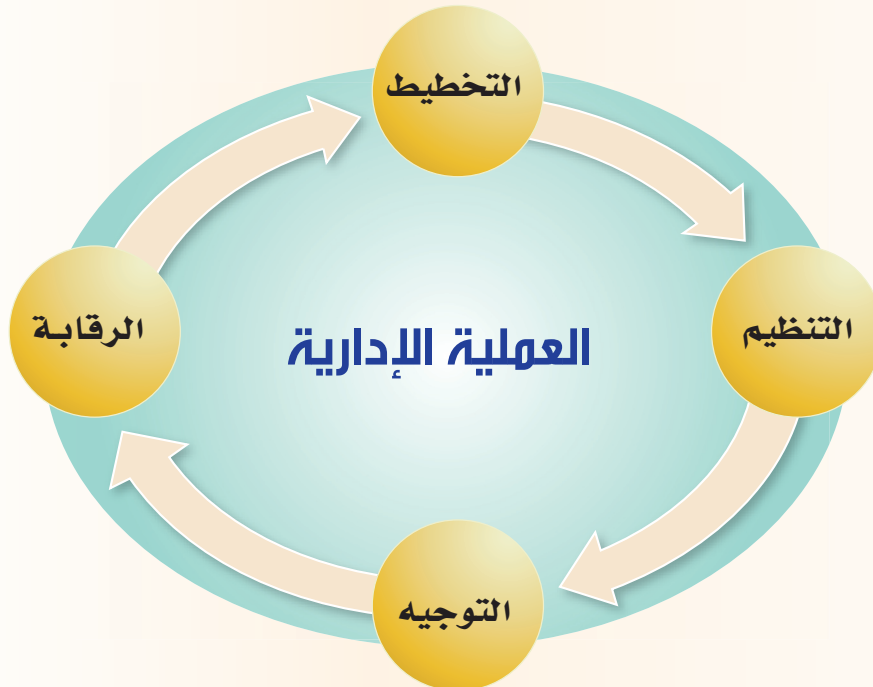 التخطيط
التنظيم
العملية الإدارية
الرقابة
التوجيه